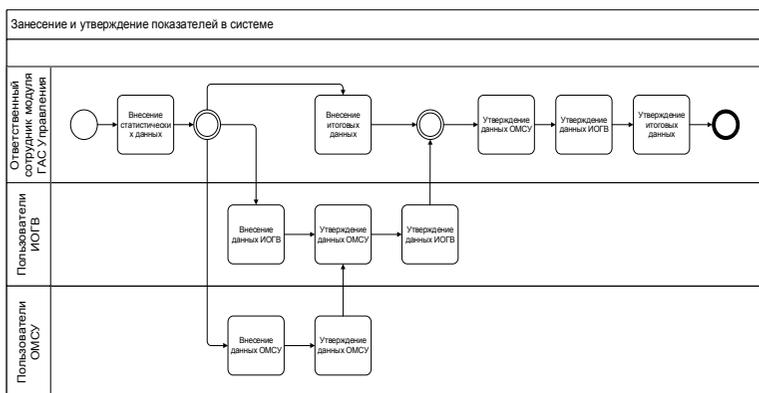 Занесение и утверждение показателей в системе
Ответственный
сотрудник модуля
ГАС Управления
Внесение
статистически
х данных
Внесение
итоговых
данных
Утверждение
данных ОМСУ
Утверждение
данных ИОГВ
Утверждение
итоговых
данных
Пользователи
ИОГВ
Внесение
данных ИОГВ
Утверждение
данных ОМСУ
Утверждение
данных ИОГВ
Пользователи
ОМСУ
Внесение
данных ОМСУ
Утверждение
данных ОМСУ